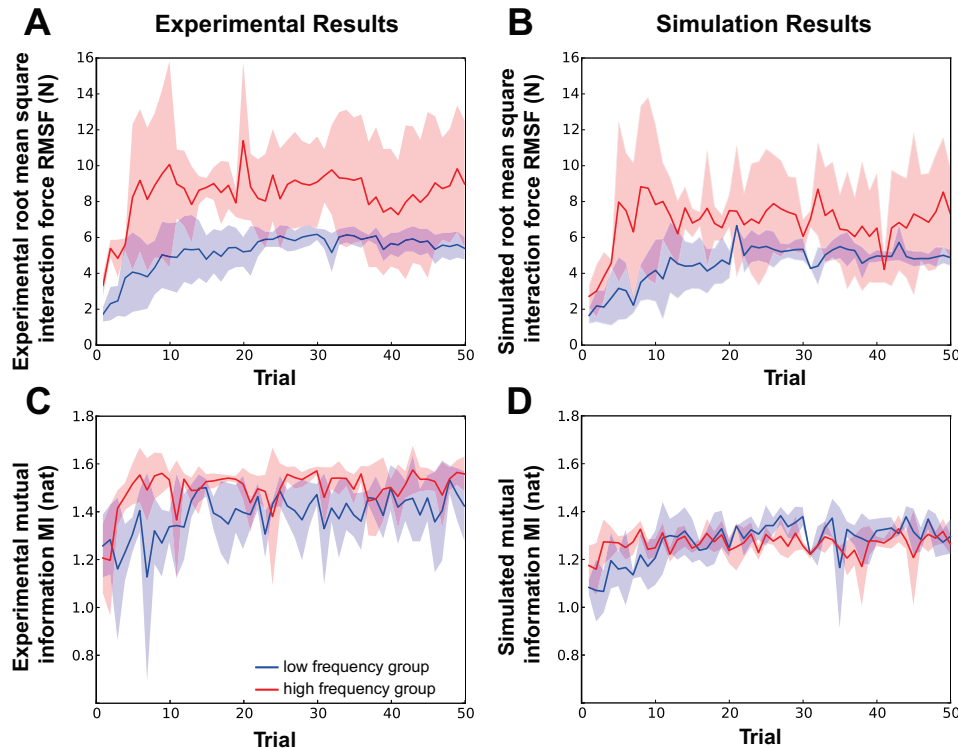 A
Experimental Results
B
Simulation Results
Experimental root mean square
interaction force RMSF (N)
16
14
12
10
8
6
4
2
0
0 10 20 30 40 50
Trial
Simulated root mean square
interaction force RMSF (N)
16
14
12
10
8
6
4
2
0
0 10 20 30 40 50
Trial
C
Experimental mutual
information MI (nat)
1.8
1.6
1.4
1.2
1.0
0.8
low frequency group
high frequency group
0 10 20 30 40 50
Trial
D
Simulated mutual
information MI (nat)
1.8
1.6
1.4
1.2
1.0
0.8
0 10 20 30 40 50
Trial